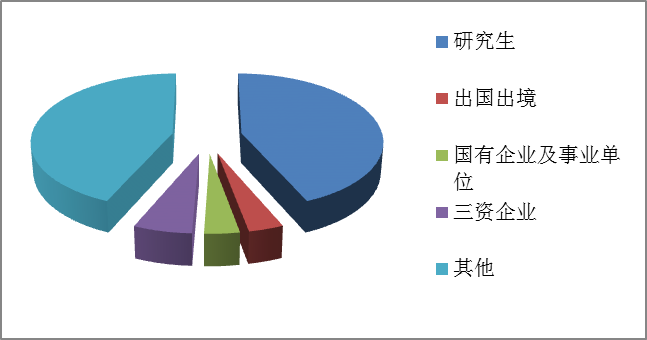 研究生
出国出境
国有企业及事业单
位
三资企业
其他